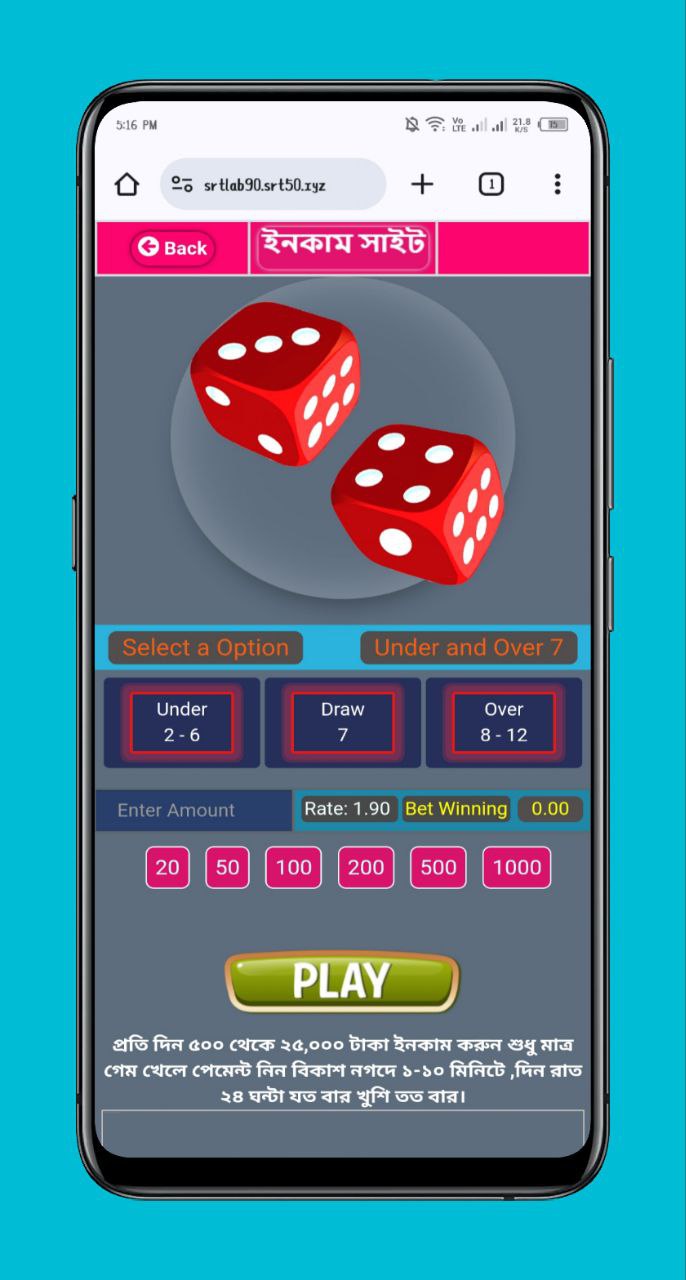 5:16 PM
Vo LTE 21.8 K/S 15
srtlab90.srt50.xyz 1
Back ইনকাম সাইট
Select a Option Under and Over 7
Under Draw Over
2 - 6 7 8 - 12
Enter Amount Rate: 1.90 Bet Winning 0.00
20 50 100 200 500 1000
PLAY
প্রতি দিন ৫০০ থেকে ২৫,০০০ টাকা ইনকাম করুন শুধু মাত্র
গেম খেলে পেমেন্ট নিন বিকাশ নগদে ১-১০ মিনিটে ,দিন রাত
২৪ ঘন্টা যত বার খুশি তত বার।